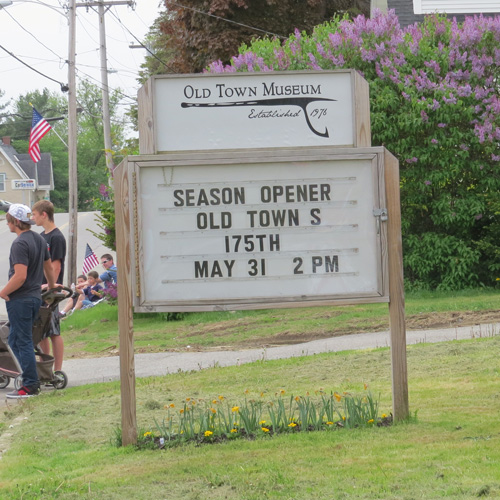 Old Town Museum
Established 1976
SEASON OPENER
OLD TOWN S
175TH
MAY 31 2 PM